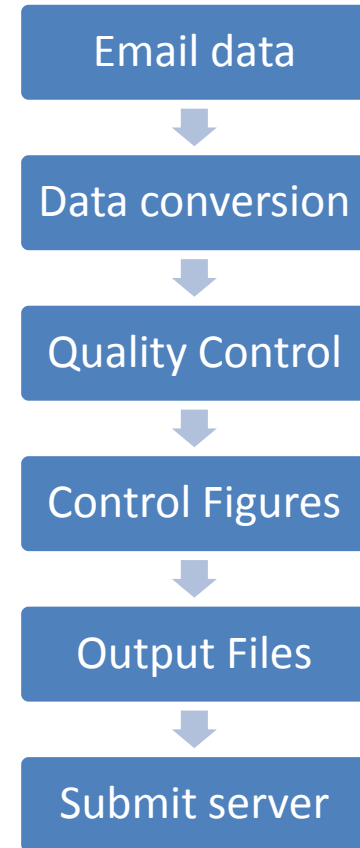 Email data
Data conversion
Quality Control
Control Figures
Output Files
Submit server